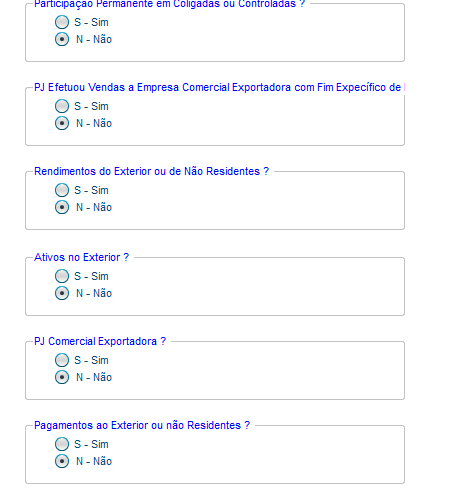 Participação Permanente em Coligadas ou Controladas ?
S - Sim
N - Não
PJ Efetuou Vendas a Empresa Comercial Exportadora com Fim Expecífico de
S - Sim
N - Não
Rendimentos do Exterior ou de Não Residentes ?
S - Sim
N - Não
Ativos no Exterior ?
S - Sim
N - Não
PJ Comercial Exportadora ?
S - Sim
N - Não
Pagamentos ao Exterior ou não Residentes ?
S - Sim
N - Não